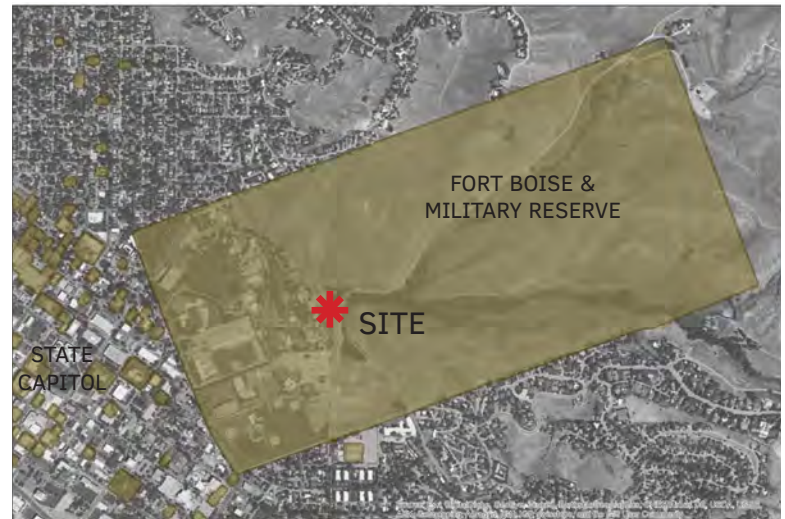 FORT BOISE &
MILITARY RESERVE
SITE
STATE
CAPITOL